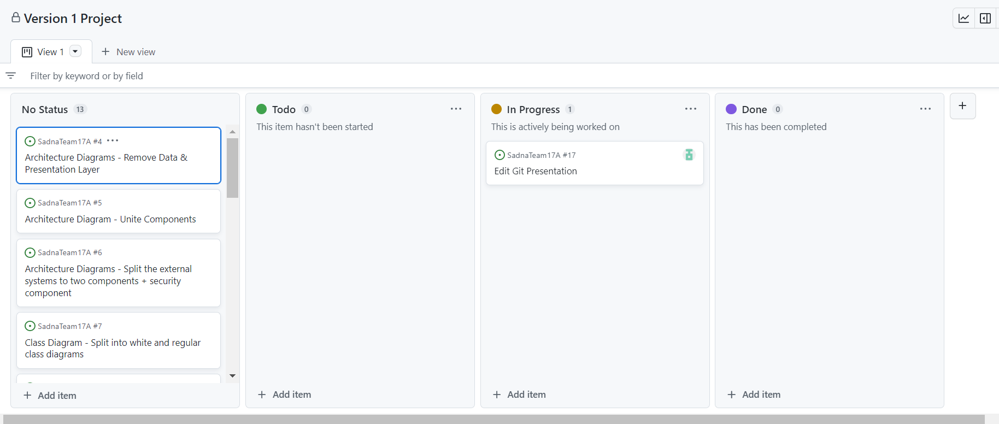 Version 1 Project
View 1
New view
Filter by keyword or by field
No Status 13
SadnaTeam17A #4
Architecture Diagrams - Remove Data &
Presentation Layer
SadnaTeam17A #5
Architecture Diagram - Unite Components
SadnaTeam17A #6
Architecture Diagrams - Split the external
systems to two components + security
component
SadnaTeam17A #7
Class Diagram - Split into white and regular
class diagrams
+ Add item
Todo 0
This item hasn't been started
+ Add item
In Progress 1
This is actively being worked on
SadnaTeam17A #17
Edit Git Presentation
+ Add item
Done 0
This has been completed
+ Add item